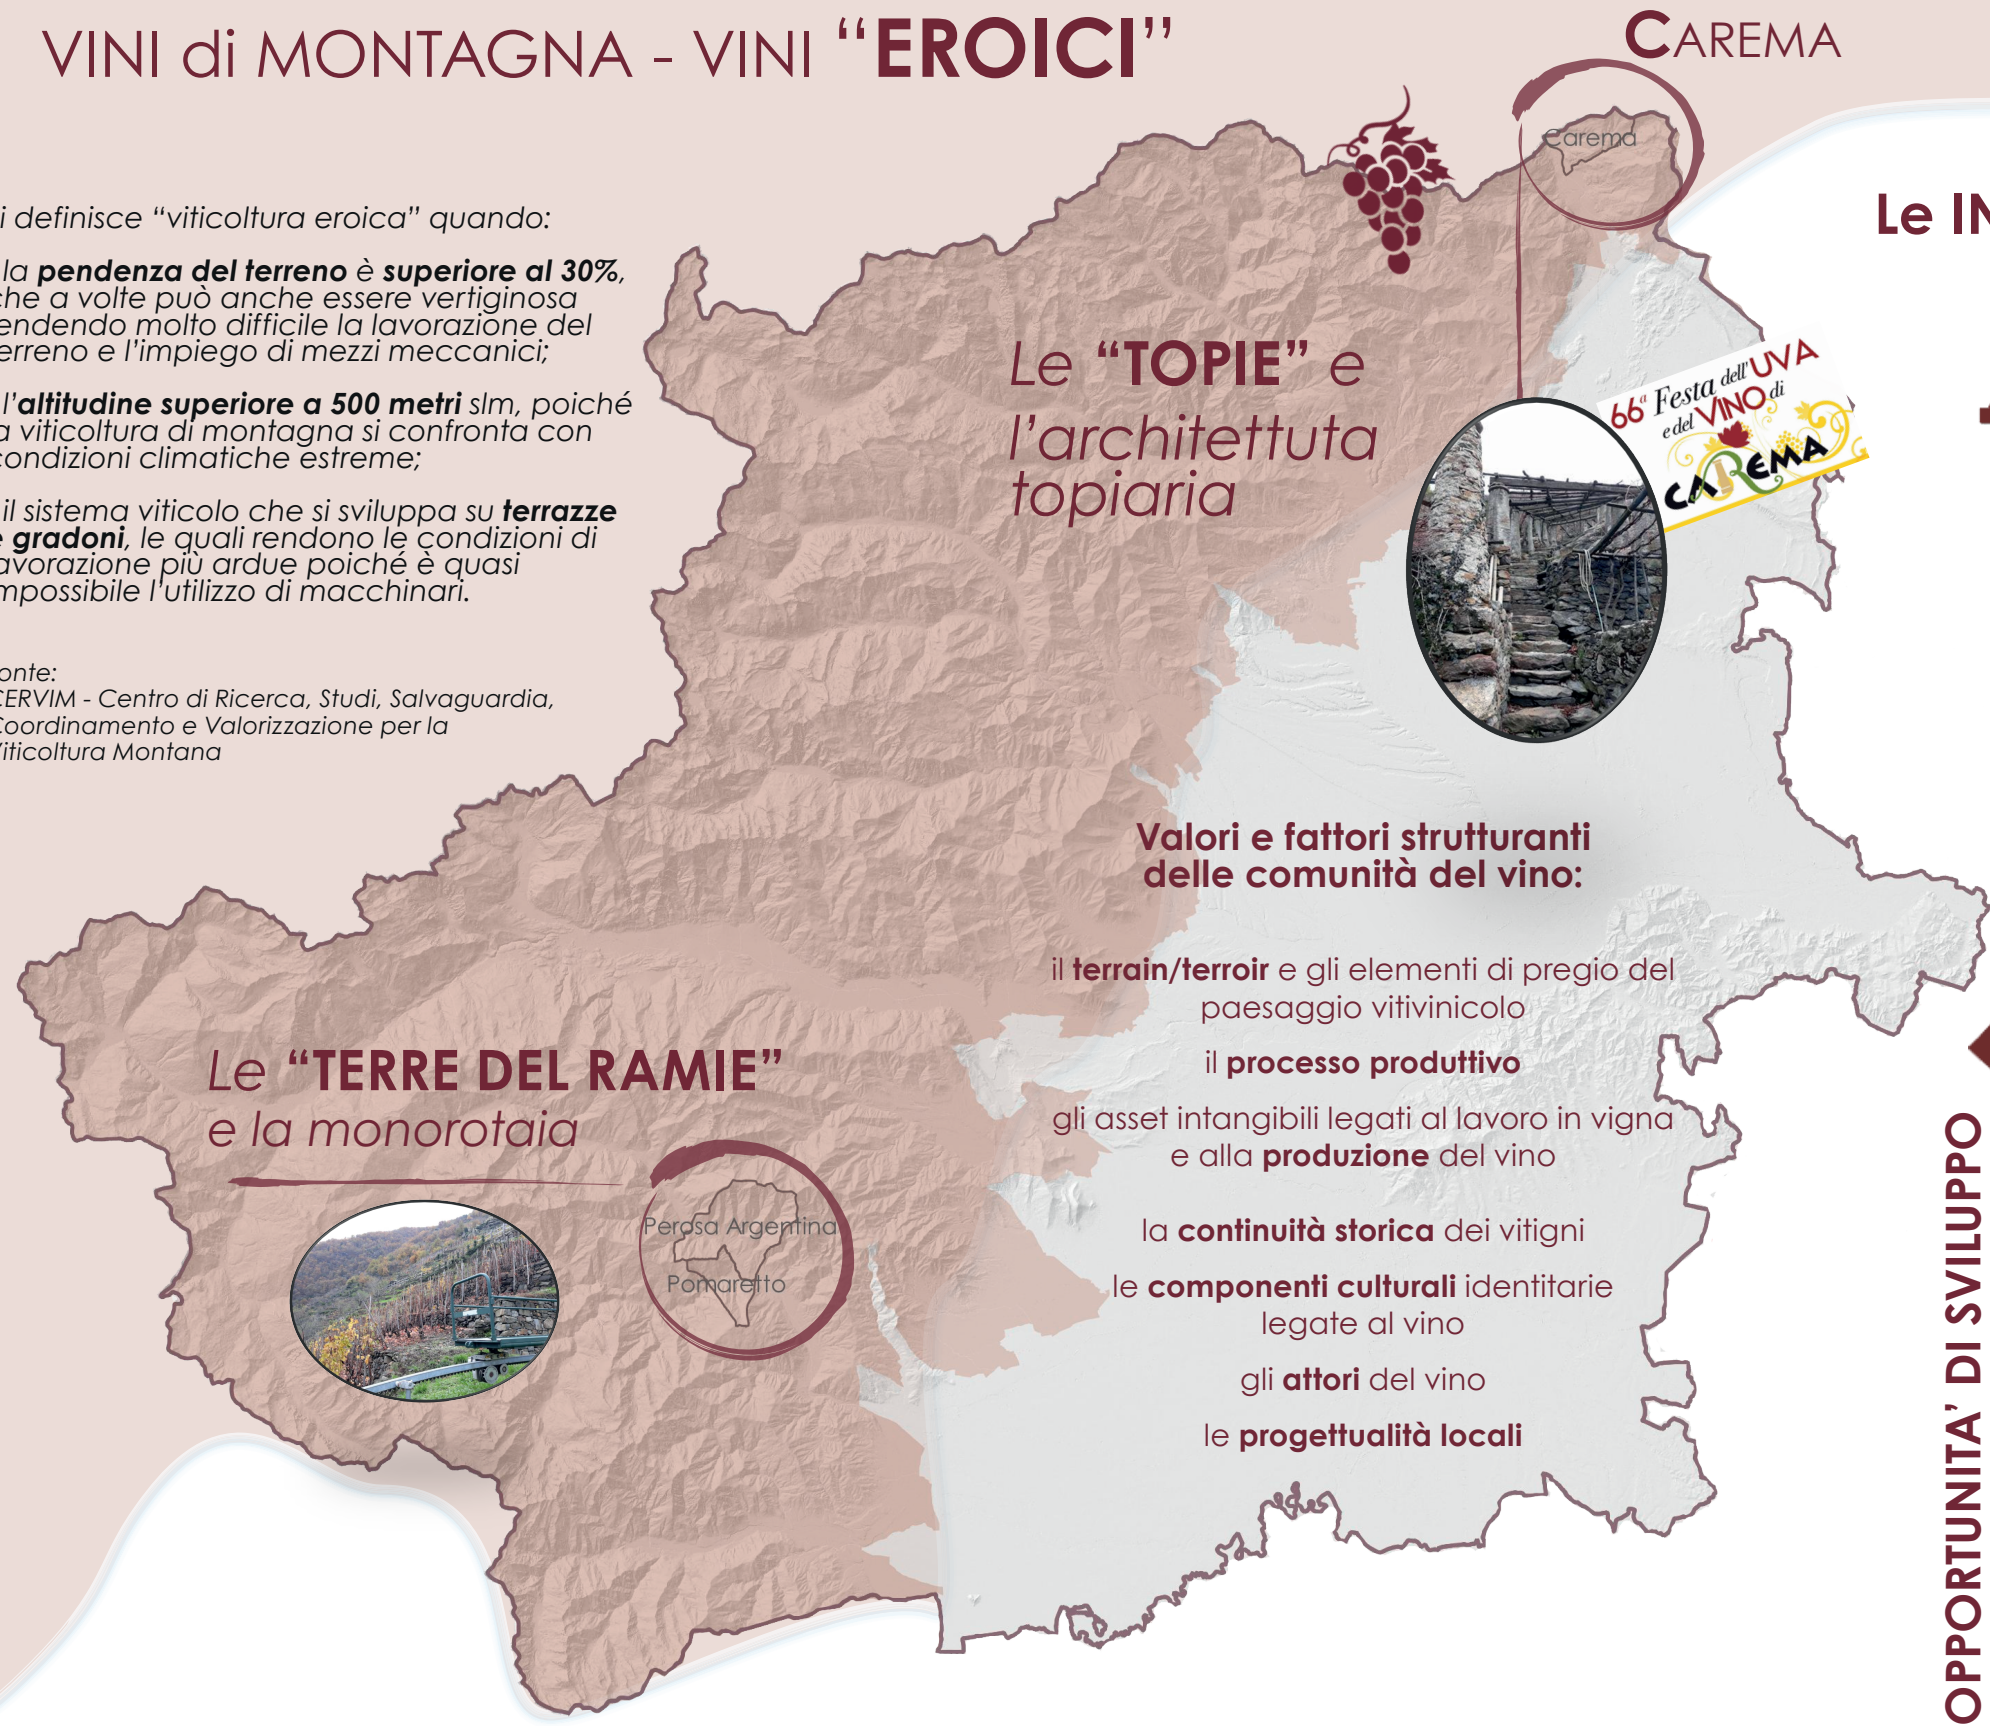 VINI di MONTAGNA - VINI “EROICI”
CAREMA
i definisce “viticoltura eroica” quando:
la pendenza del terreno è superiore al 30%,
che a volte può anche essere vertiginosa
endendo molto difficile la lavorazione del
erreno e l’impiego di mezzi meccanici;
l’altitudine superiore a 500 metri slm, poiché
a viticoltura di montagna si confronta con
condizioni climatiche estreme;
il sistema viticolo che si sviluppa su terrazze
e gradoni, le quali rendono le condizioni di
avorazione più ardue poiché è quasi
mpossibile l’utilizzo di macchinari.
onte:
CERVIM - Centro di Ricerca, Studi, Salvaguardia,
Coordinamento e Valorizzazione per la
Viticoltura Montana
Carema
Le IN
Le “TOPIE” e
l’architettuta
topiaria
66ª Festa dell’UVA
e del VINO di
CAREMA
Valori e fattori strutturanti
delle comunità del vino:
il terrain/terroir e gli elementi di pregio del
paesaggio vitivinicolo
il processo produttivo
gli asset intangibili legati al lavoro in vigna
e alla produzione del vino
la continuità storica dei vitigni
le componenti culturali identitarie
legate al vino
gli attori del vino
le progettualità locali
Le “TERRE DEL RAMIE”
e la monorotaia
Perosa Argentina
Pomaretto
OPPORTUNITA’ DI SVILUPPO